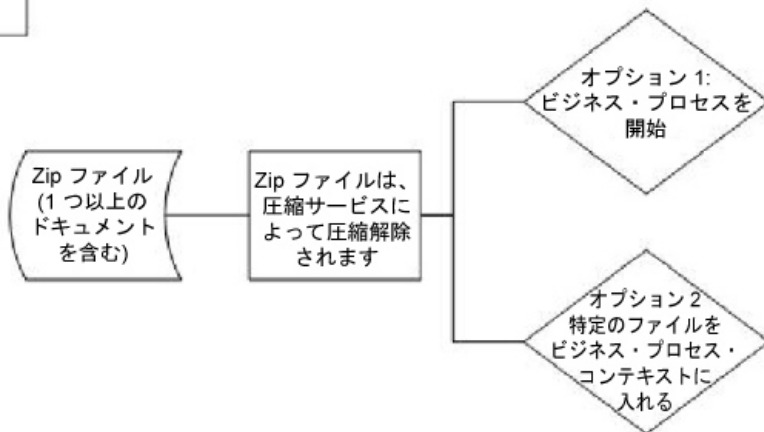 Zip ファイル
(1 つ以上の
ドキュメント
を含む)
Zip ファイルは、
圧縮サービスに
よって圧縮解除
されます
オプション 1:
ビジネス・プロセスを
開始
オプション 2
特定のファイルを
ビジネス・プロセス・
コンテキストに
入れる